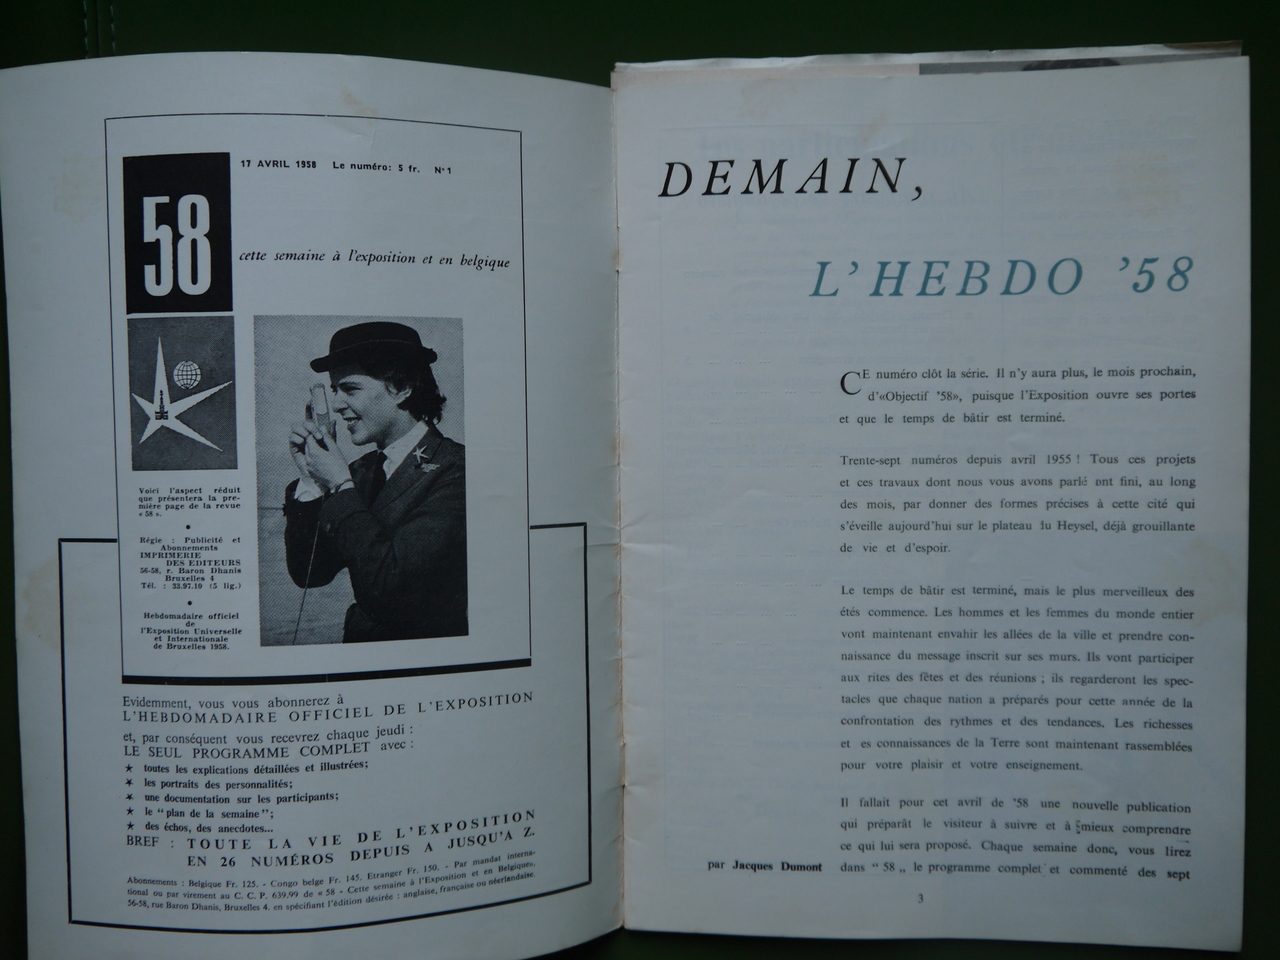 17 AVRIL 1958 Le numéro: 5 fr. N° 1
58
cette semaine à l'exposition et en belgique
Voici l'aspect réduit
que présentera la pre-
mière page de la revue
« 58 ».
Régie : Publicité et
Abonnements
IMPRIMERIE
DES EDITEURS
56-58, r. Baron Dhanis
Bruxelles 4
Tél. : 33.97.10 (5 lig.)
Hebdomadaire officiel
de
l'Exposition Universelle
et Internationale
de Bruxelles 1958.
Evidemment, vous vous abonnerez à
L'HEBDOMADAIRE OFFICIEL DE L'EXPOSITION
et, par conséquent vous recevrez chaque jeudi :
LE SEUL PROGRAMME COMPLET avec :
★ toutes les explications détaillées et illustrées;
★ les portraits des personnalités;
★ une documentation sur les participants;
★ le "plan de la semaine";
★ des échos, des anecdotes...
BREF : TOUTE LA VIE DE L'EXPOSITION
EN 26 NUMÉROS DEPUIS A JUSQU'A Z.
Abonnements : Belgique Fr. 125. - Congo belge Fr. 145. Etranger Fr. 150. - Par mandat interna-
tional ou par virement au C. C. P. 639,99 de « 58 - Cette semaine à l'Exposition et en Belgique»,
56-58, rue Baron Dhanis, Bruxelles 4. en spécifiant l'édition désirée : anglaise, française ou néerlandaise.
DEMAIN,
L'HEBDO '58
CE numéro clôt la série. Il n'y aura plus, le mois prochain,
d'«Objectif '58», puisque l'Exposition ouvre ses portes
et que le temps de bâtir est terminé.
Trente-sept numéros depuis avril 1955 ! Tous ces projets
et ces travaux dont nous vous avons parlé ont fini, au long
des mois, par donner des formes précises à cette cité qui
s'éveille aujourd'hui sur le plateau lu Heysel, déjà grouillante
de vie et d'espoir.
Le temps de bâtir est terminé, mais le plus merveilleux des
étés commence. Les hommes et les femmes du monde entier
vont maintenant envahir les allées de la ville et prendre con-
naissance du message inscrit sur ses murs. Ils vont participer
aux rites des fêtes et des réunions ; ils regarderont les spec-
tacles que chaque nation a préparés pour cette année de la
confrontation des rythmes et des tendances. Les richesses
et es connaissances de la Terre sont maintenant rassemblées
pour votre plaisir et votre enseignement.
Il fallait pour cet avril de '58 une nouvelle publication
qui préparât le visiteur à suivre et à mieux comprendre
ce qui lui sera proposé. Chaque semaine donc, vous lirez
par Jacques Dumont
dans " 58 „ le programme complet et commenté des sept
3